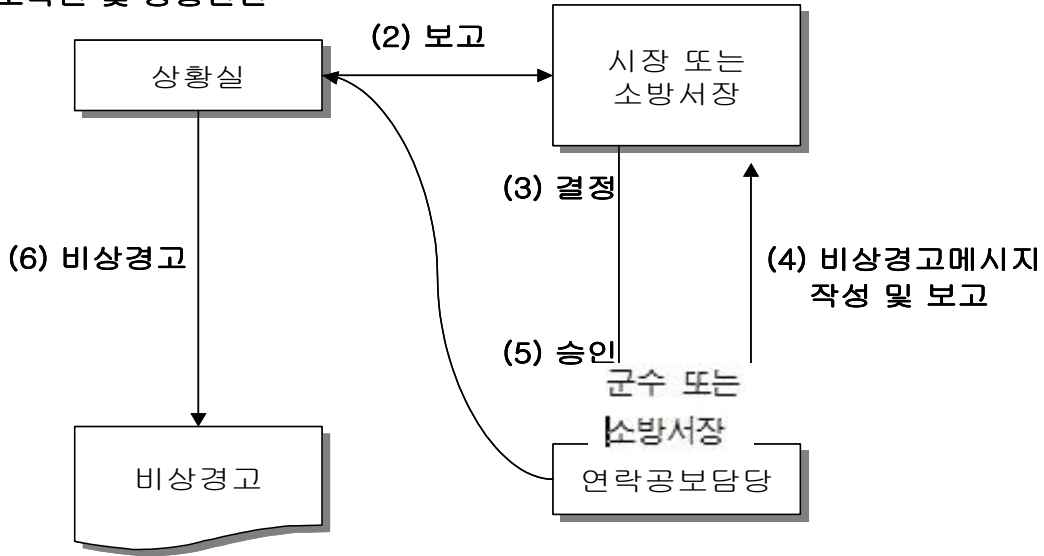 (2) 보고
상황실
시장 또는
소방서장
(3) 결정
(6) 비상경고
(4) 비상경고메시지
작성 및 보고
(5) 승인
군수 또는
소방서장
비상경고
연락공보담당